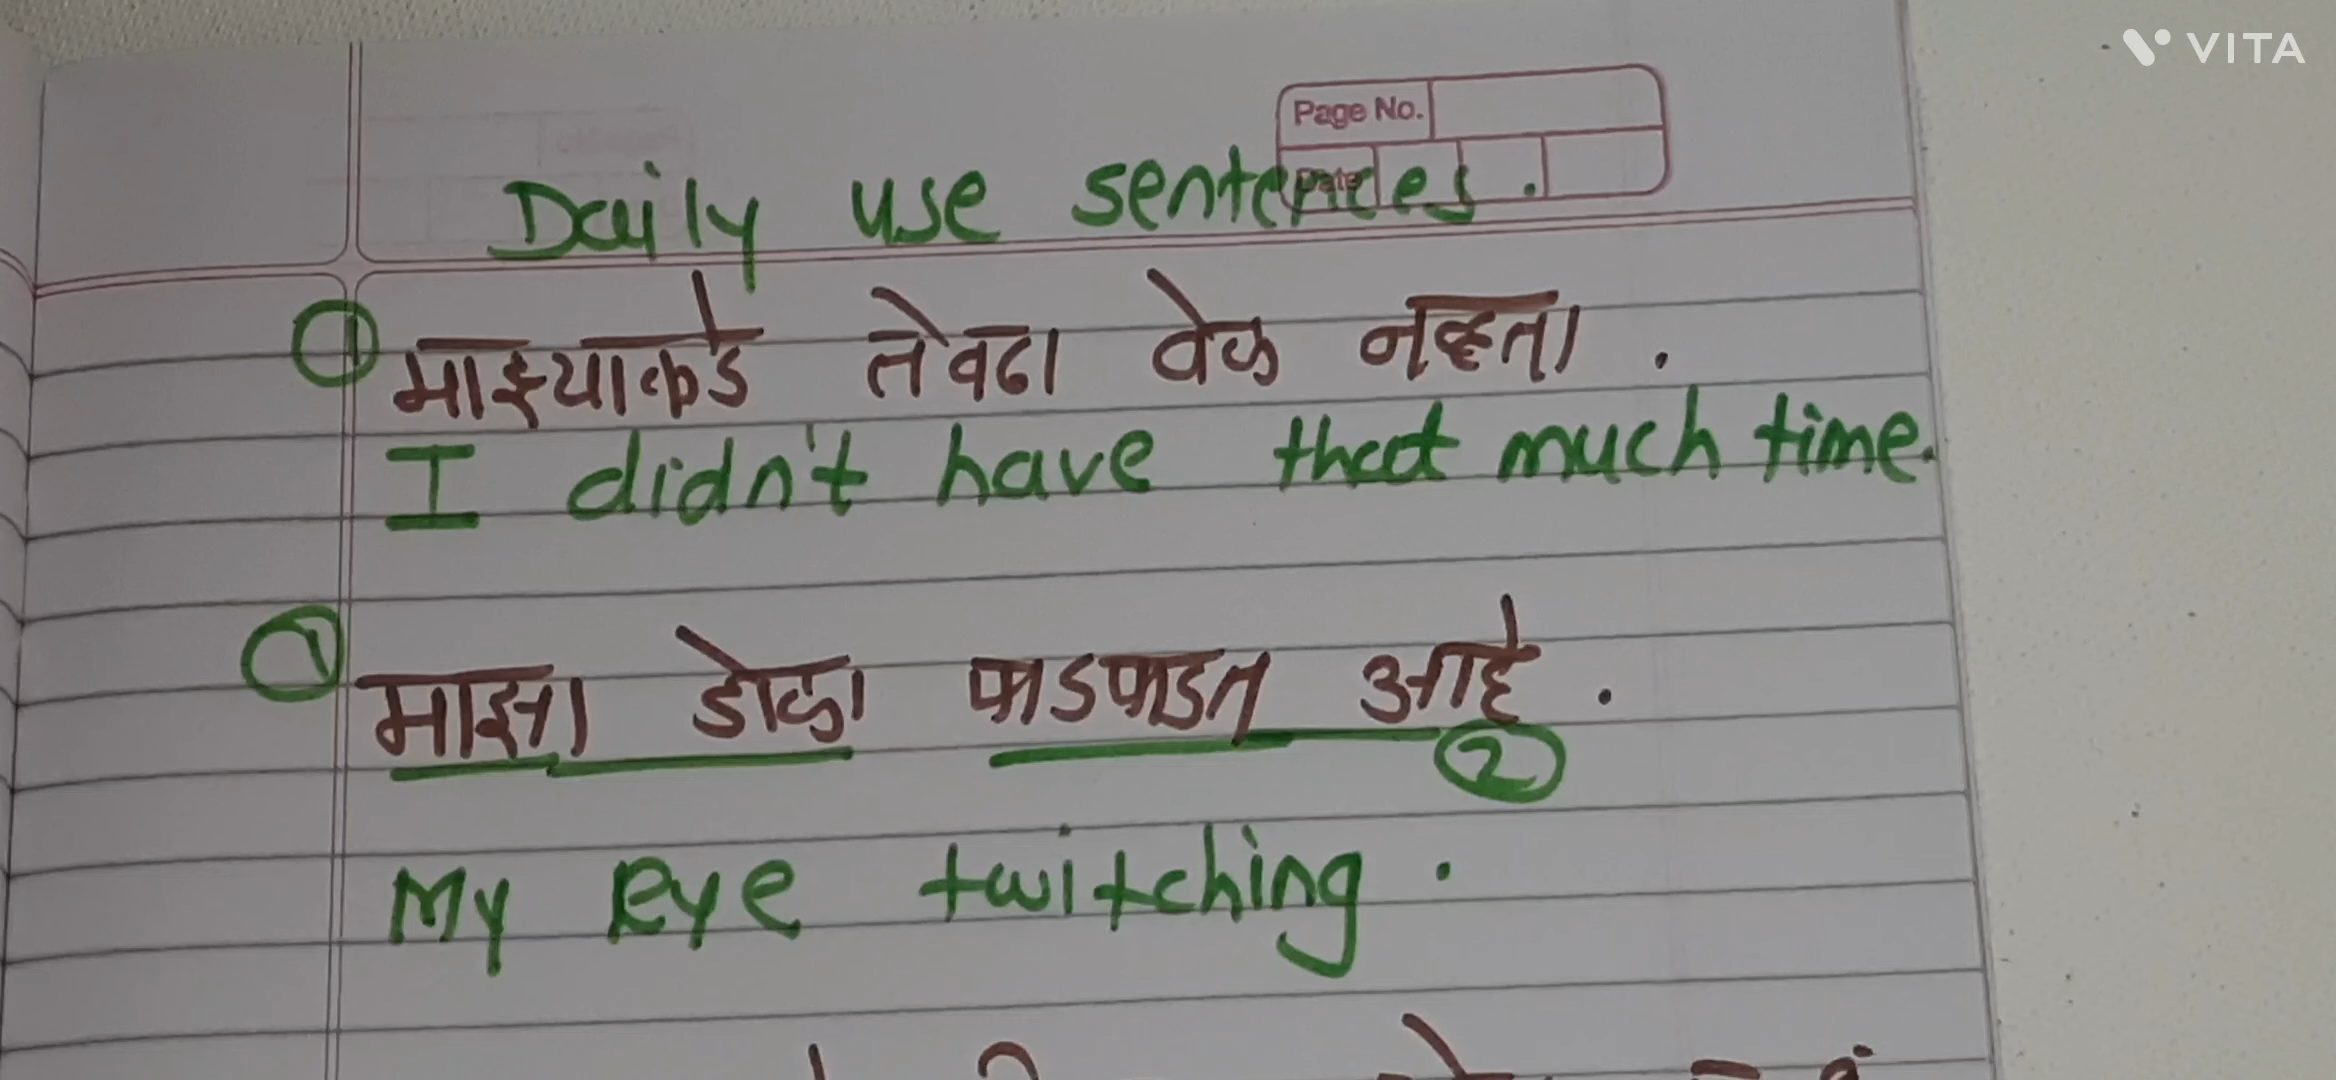 VITA
Page No.
Date
Daily use sentences.
① माझ्याकडे तेवढा वेळ नव्हता .
I didn't have that much time.
① माझा डोळा फडफडत आहे .
②
My eye twitching .